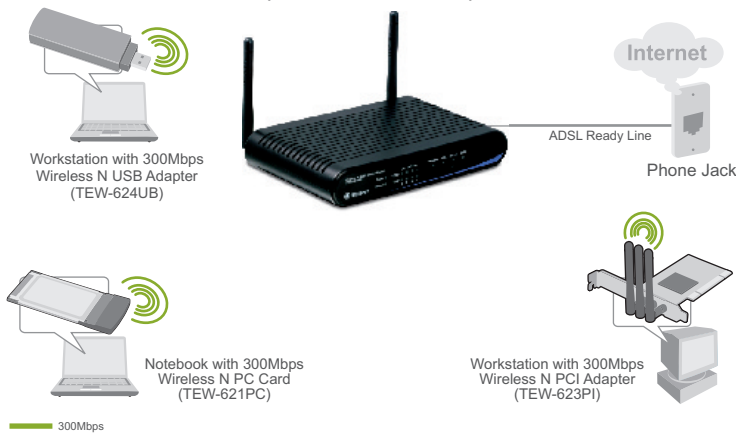 Internet
ADSL Ready Line
Phone Jack
Workstation with 300Mbps
Wireless N USB Adapter
(TEW-624UB)
Notebook with 300Mbps
Wireless N PC Card
(TEW-621PC)
Workstation with 300Mbps
Wireless N PCI Adapter
(TEW-623PI)
300Mbps